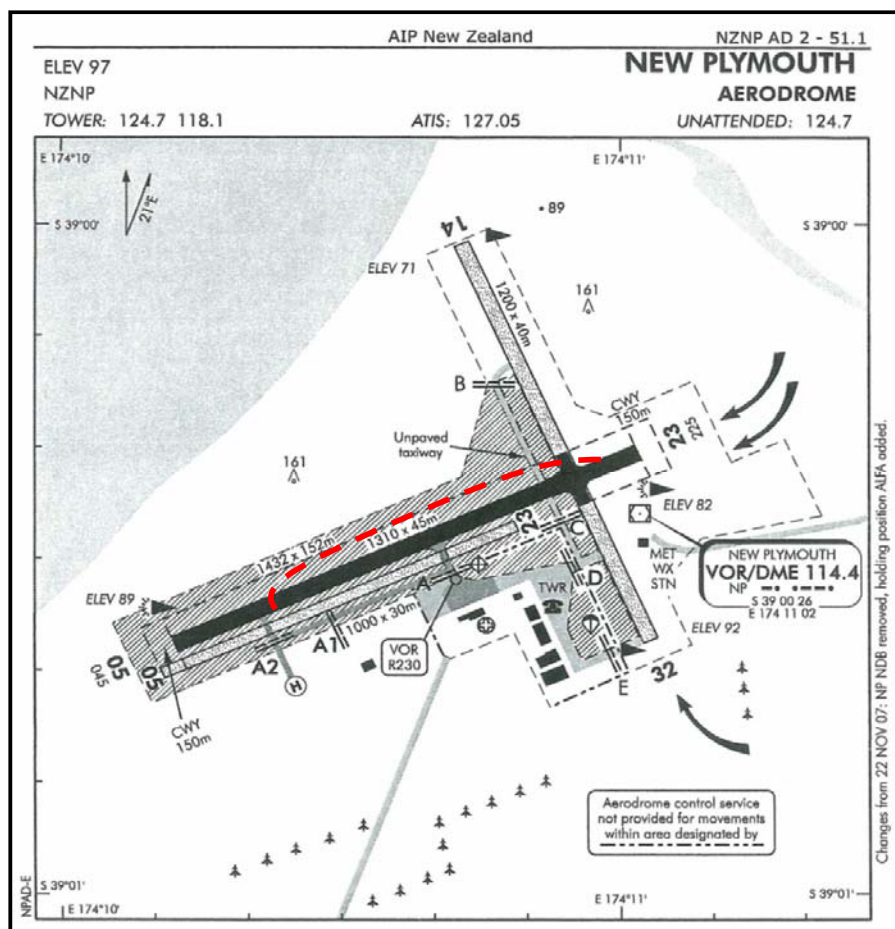 AIP New Zealand
NZNP AD 2 - 51.1
ELEV 97
NEW PLYMOUTH
NZNP
AERODROME
TOWER: 124.7 118.1
ATIS: 127.05
UNATTENDED: 124.7
E 174°10'
E 174°11'
21°E
S 39°00'
89
S 39°00'
14
ELEV 71
161
1200 x 40m
B
CWY
150m
23
225
Unpaved
taxiway
161
ELEV 82
1432 x 152m
1310 x 45m
23
C
MET
WX
STN
NEW PLYMOUTH
VOR/DME 114.4
NP
S 39 00 26
E 174 11 02
A
D
TWR
ELEV 89
1000 x 30m
ELEV 92
05
045
05
A2
A1
VOR
R230
H
E
32
CWY
150m
Aerodrome control service
not provided for movements
within area designated by
S 39°01'
S 39°01'
E 174°10'
E 174°11'
NPAD-E
Changes from 22 NOV 07: NP NDB removed, holding position ALFA added.